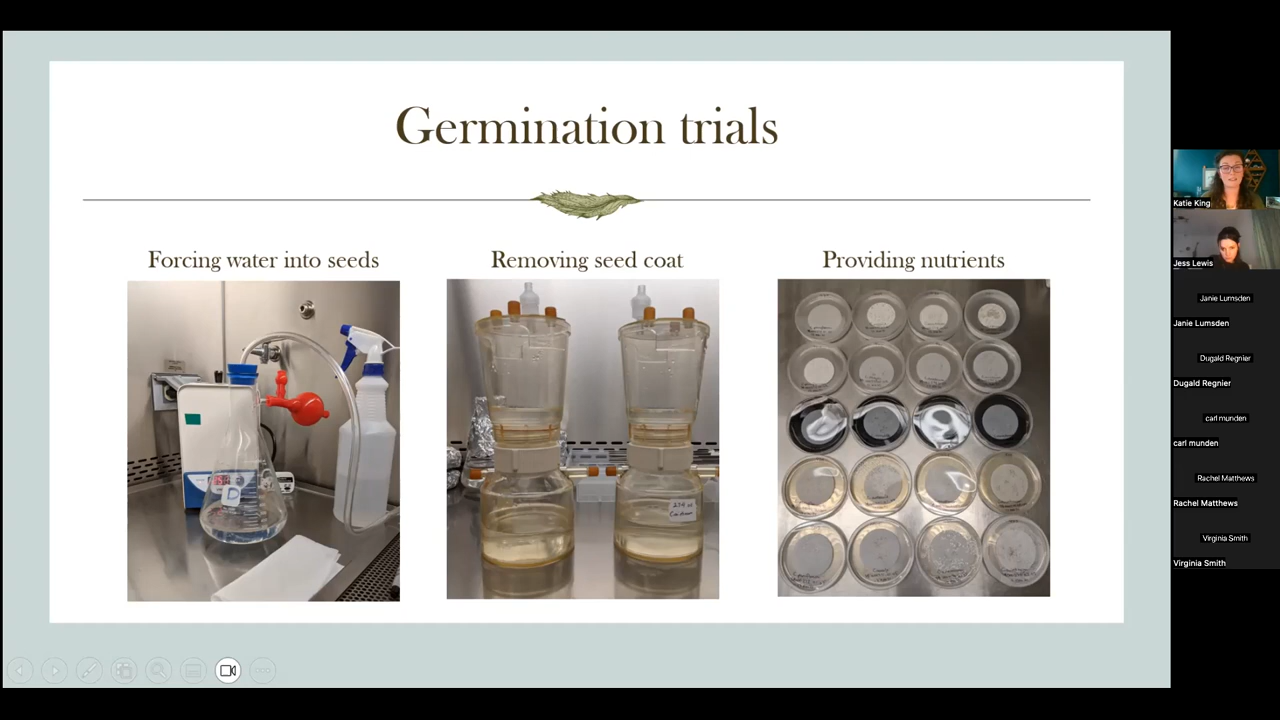 Germination trials
Forcing water into seeds
Removing seed coat
Providing nutrients
D
Katie King
Jess Lewis
Janie Lumsden
Janie Lumsden
Dugald Regnier
Dugald Regnier
carl munden
carl munden
Rachel Matthews
Rachel Matthews
Virginia Smith
Virginia Smith